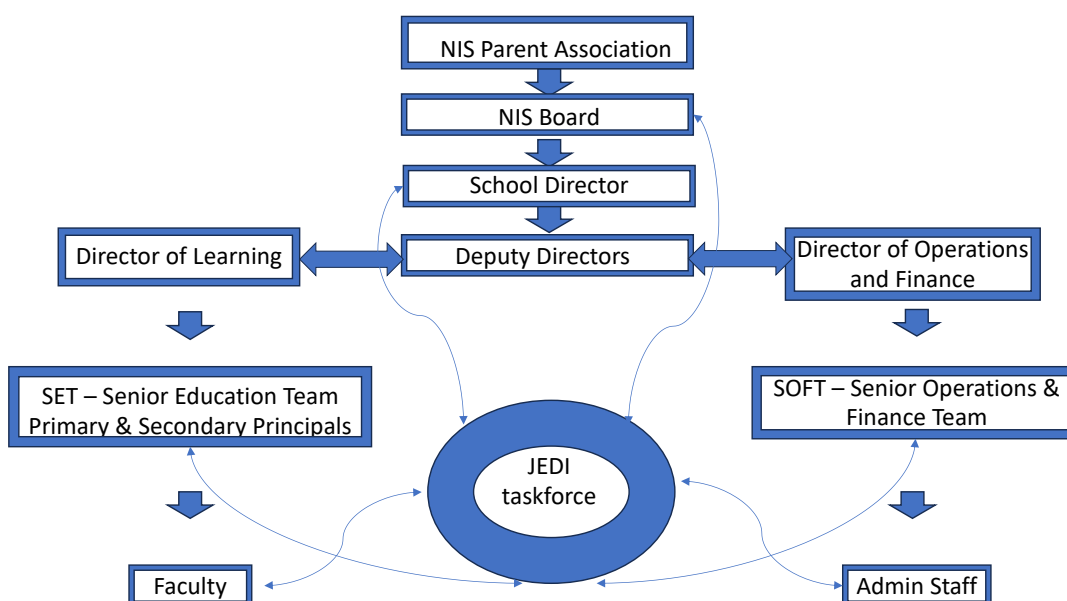 NIS Parent Association
NIS Board
School Director
Director of Learning
Deputy Directors
Director of Operations
and Finance
SET – Senior Education Team
Primary & Secondary Principals
SOFT – Senior Operations &
Finance Team
JEDI
taskforce
Faculty
Admin Staff